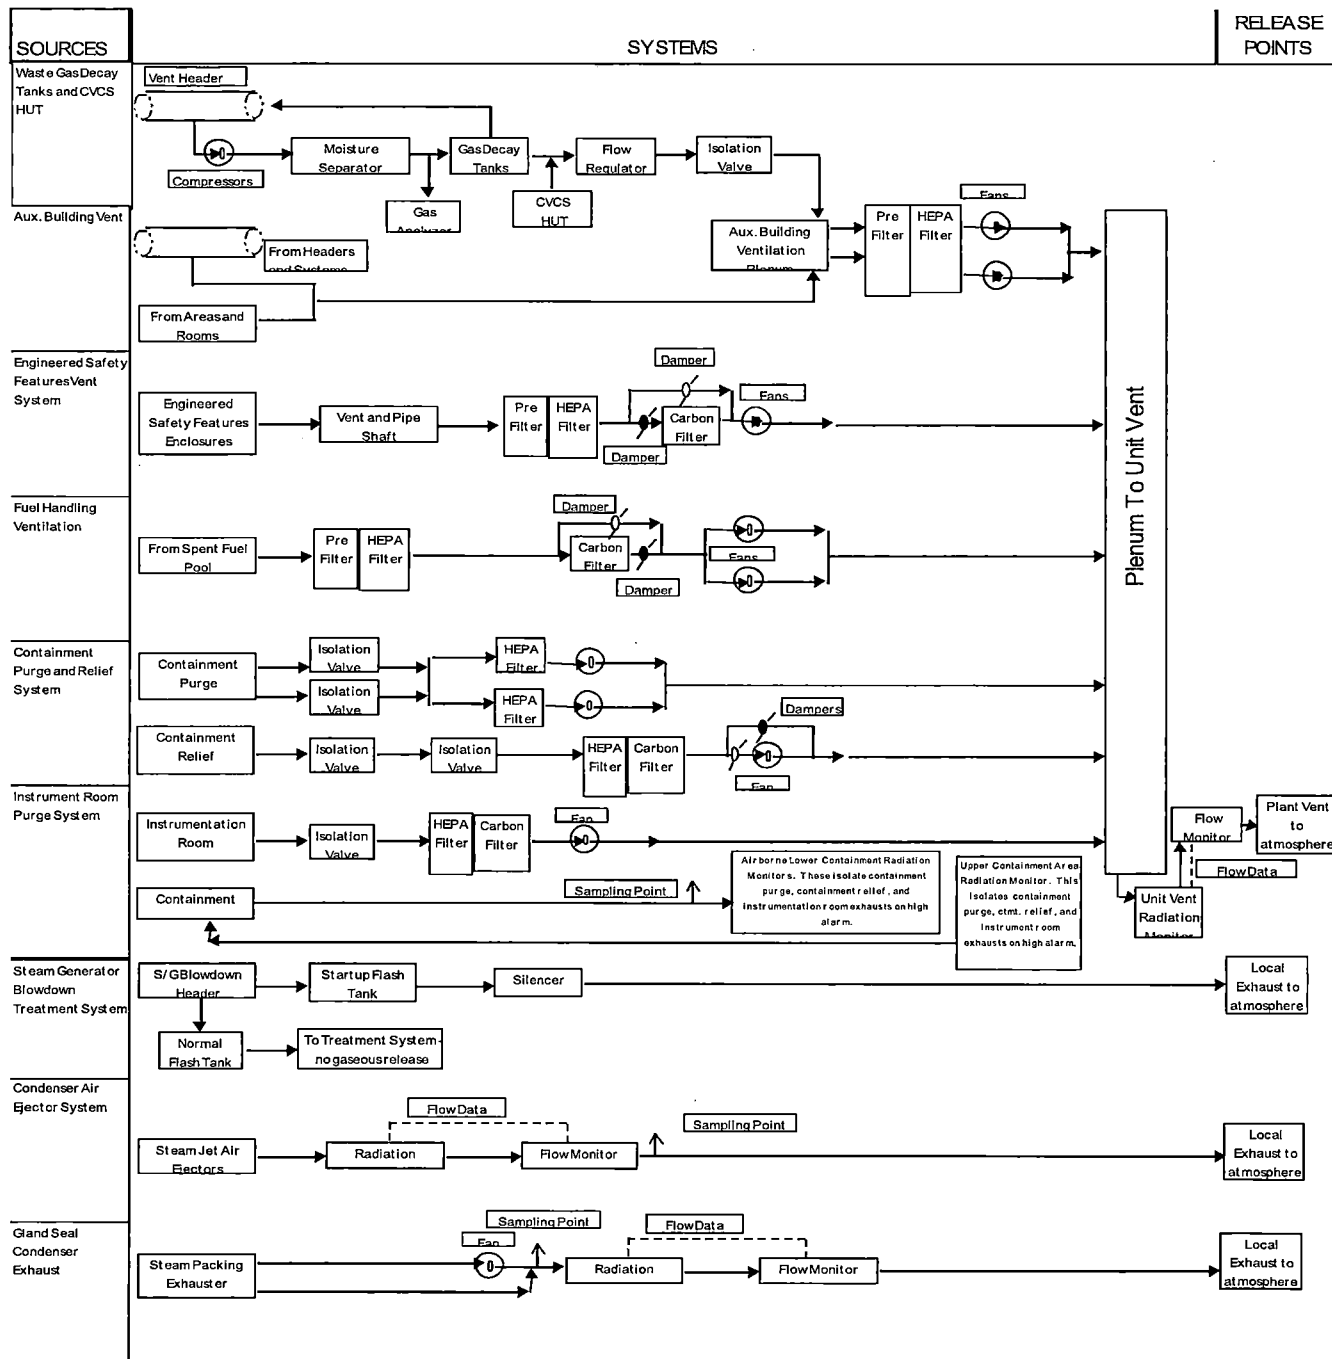 SOURCES
SYSTEMS
RELEASE
POINTS
Waste Gas Decay
Tanks and CVCS
HUT
Vent Header
Compressors
Moisture
Separator
Gas
Gas Decay
Tanks
CVCS
HUT
Flow
Regulator
Isolation
Valve
Aux. Building Vent
From Headers
and Systems
From Areas and
Rooms
Aux. Building
Ventilation
Plenum
Pre
Filter
HEPA
Filter
Fans
Plenum To Unit Vent
Engineered Safety
Features Vent
System
Engineered
Safety Features
Enclosures
Vent and Pipe
Shaft
Pre
Filter
HEPA
Filter
Damper
Carbon
Filter
Damper
Fans
Fuel Handling
Ventilation
From Spent Fuel
Pool
Pre
Filter
HEPA
Filter
Damper
Carbon
Filter
Damper
Fans
Containment
Purge and Relief
System
Containment
Purge
Isolation
Valve
Isolation
Valve
HEPA
Filter
HEPA
Filter
Containment
Relief
Isolation
Valve
Isolation
Valve
HEPA
Filter
Carbon
Filter
Dampers
Fan
Instrument Room
Purge System
Instrumentation
Room
Isolation
Valve
HEPA
Filter
Carbon
Filter
Fan
Containment
Sampling Point
Airborne Lower Containment Radiation
Monitors. These isolate containment
purge, containment relief, and
instrumentation room exhausts on high
alarm.
Upper Containment Area
Radiation Monitor. This
isolates containment
purge, ctmt. relief, and
instrument room
exhausts on high alarm.
Unit Vent
Radiation
Monitor
Flow
Monitor
Flow Data
Plant Vent
to
atmosphere
Steam Generator
Blowdown
Treatment System
S/G Blowdown
Header
Startup Flash
Tank
Silencer
Local
Exhaust to
atmosphere
Normal
Flash Tank
To Treatment System-
no gaseous release
Condenser Air
Ejector System
Steam Jet Air
Ejectors
Flow Data
Radiation
Flow Monitor
Sampling Point
Local
Exhaust to
atmosphere
Gland Seal
Condenser
Exhaust
Steam Packing
Exhauster
Fan
Sampling Point
Flow Data
Radiation
Flow Monitor
Local
Exhaust to
atmosphere